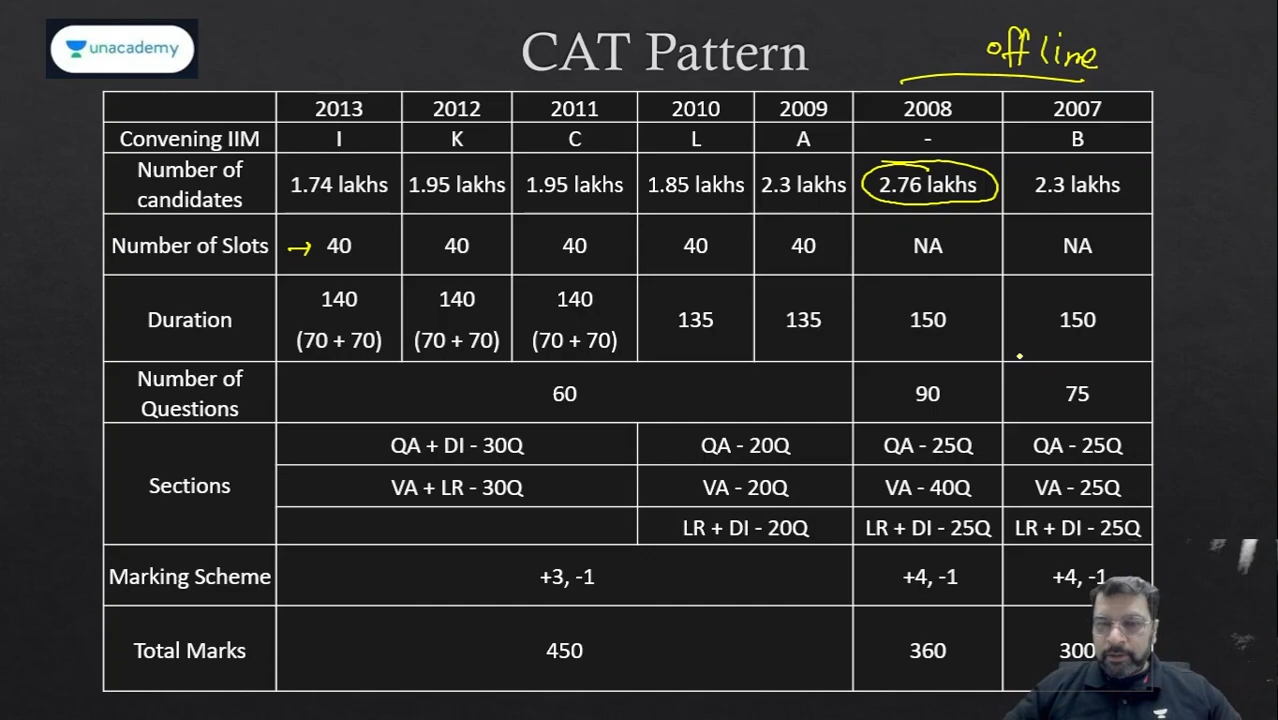 unacademy
CAT Pattern
offline
2013 2012 2011 2010 2009 2008 2007
Convening IIM I K C L A - B
Number of candidates 1.74 lakhs 1.95 lakhs 1.95 lakhs 1.85 lakhs 2.3 lakhs 2.76 lakhs 2.3 lakhs
Number of Slots → 40 40 40 40 40 NA NA
Duration 140 (70 + 70) 140 (70 + 70) 140 (70 + 70) 135 135 150 150
Number of Questions 60 90 75
Sections QA + DI - 30Q QA - 20Q QA - 25Q QA - 25Q
VA + LR - 30Q VA - 20Q VA - 40Q VA - 25Q
LR + DI - 20Q LR + DI - 25Q LR + DI - 25Q
Marking Scheme +3, -1 +4, -1 +4, -1
Total Marks 450 360 300